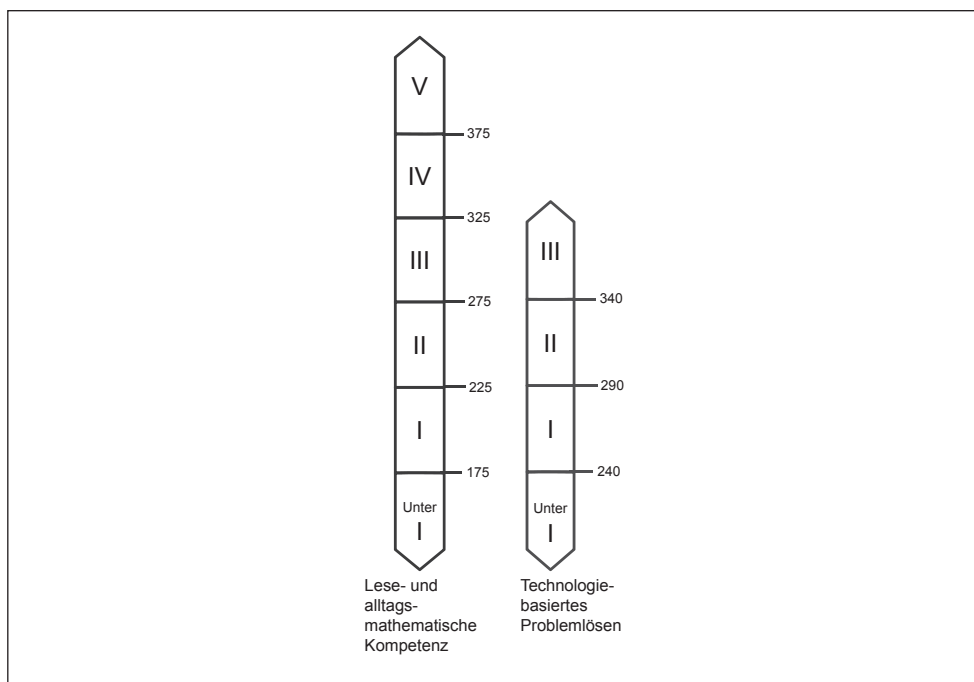 V
375
IV
325
III
275
II
225
I
175
Unter
I
Lese- und
alltags-
mathematische
Kompetenz
III
340
II
290
I
240
Unter
I
Technologie-
basiertes
Problemlösen